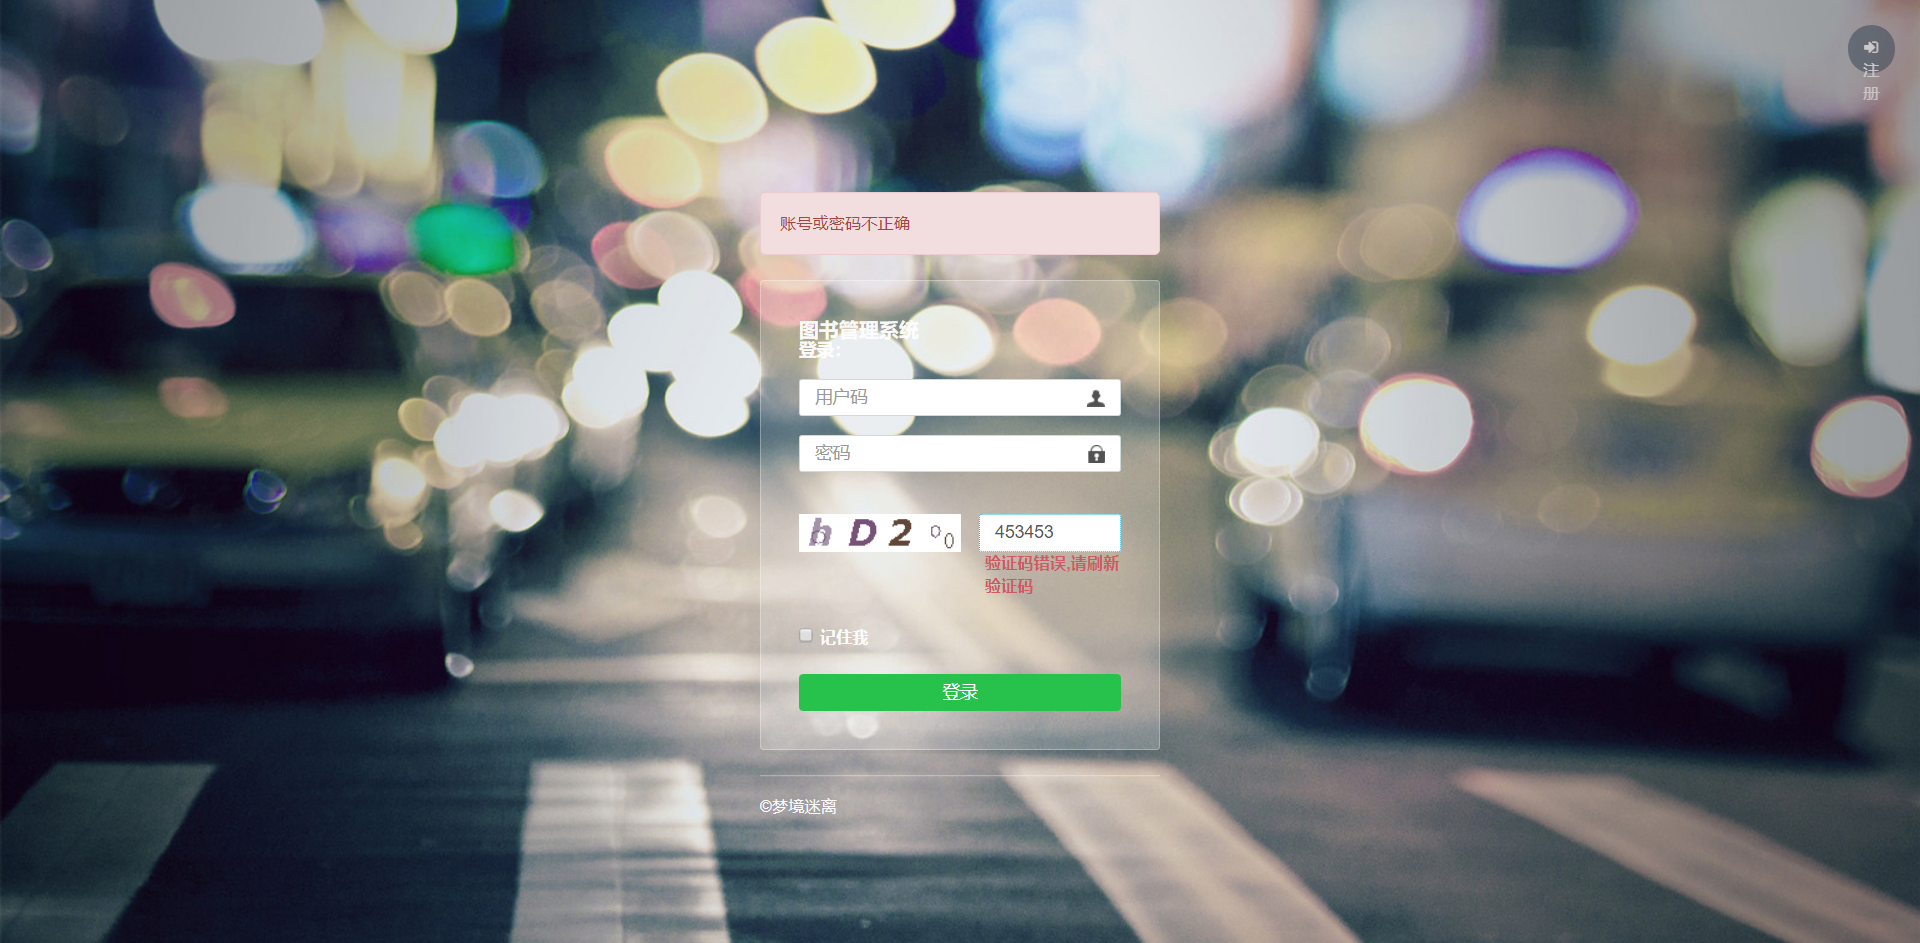 注
册
账号或密码不正确
图书管理系统
登录:
用户码
密码
hD2
453453
验证码错误,请刷新
验证码
记住我
登录
©梦境迷离